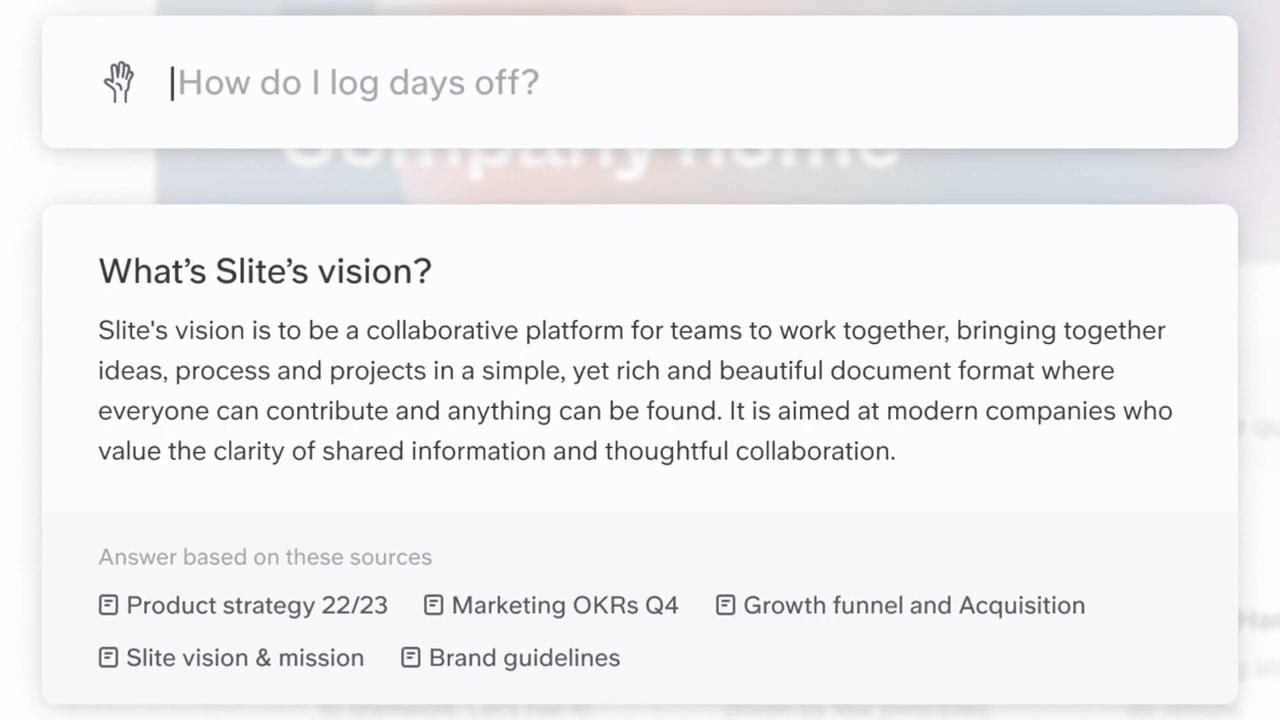 How do I log days off?
Company home
What’s Slite’s vision?
Slite's vision is to be a collaborative platform for teams to work together, bringing together
ideas, process and projects in a simple, yet rich and beautiful document format where
everyone can contribute and anything can be found. It is aimed at modern companies who
value the clarity of shared information and thoughtful collaboration.
Answer based on these sources
Product strategy 22/23 Marketing OKRs Q4 Growth funnel and Acquisition
Slite vision & mission Brand guidelines